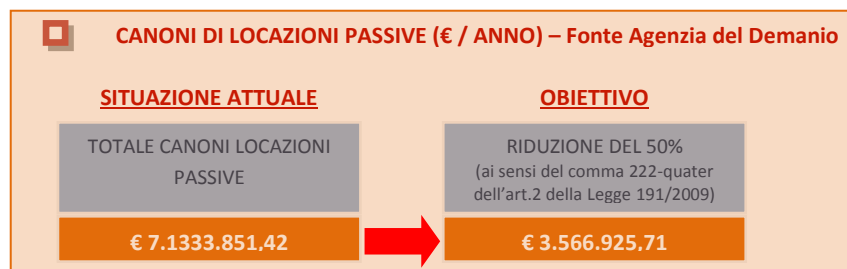 CANONI DI LOCAZIONI PASSIVE (€ / ANNO) – Fonte Agenzia del Demanio
SITUAZIONE ATTUALE
TOTALE CANONI LOCAZIONI
PASSIVE
€ 7.1333.851,42
OBIETTIVO
RIDUZIONE DEL 50%
(ai sensi del comma 222-quater
dell'art.2 della Legge 191/2009)
€ 3.566.925,71